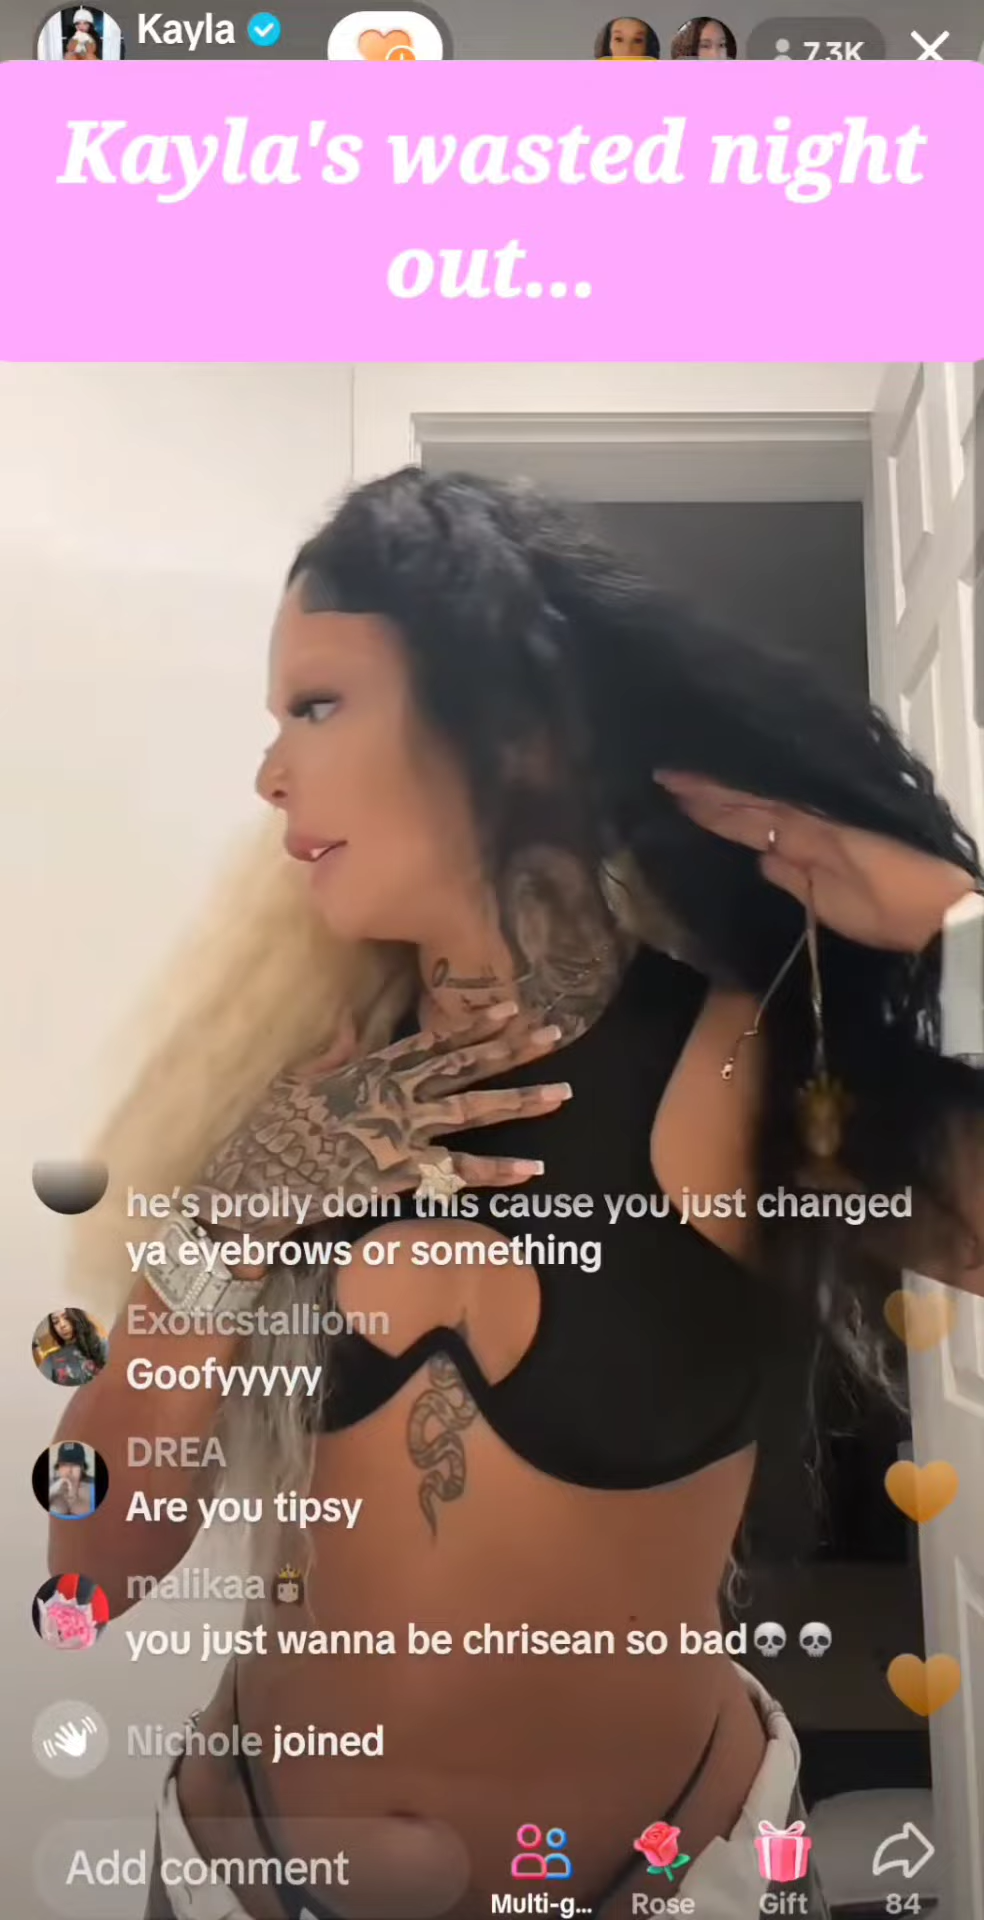 Kayla
7.3K
Kayla's wasted night
out...
he's prolly doin this cause you just changed
ya eyebrows or something
Exoticstallionn
Goofyyyyy
DREA
Are you tipsy
malikaa
you just wanna be chrisean so bad💀💀
Nichole joined
Add comment
Multi-g...
Rose
Gift
84